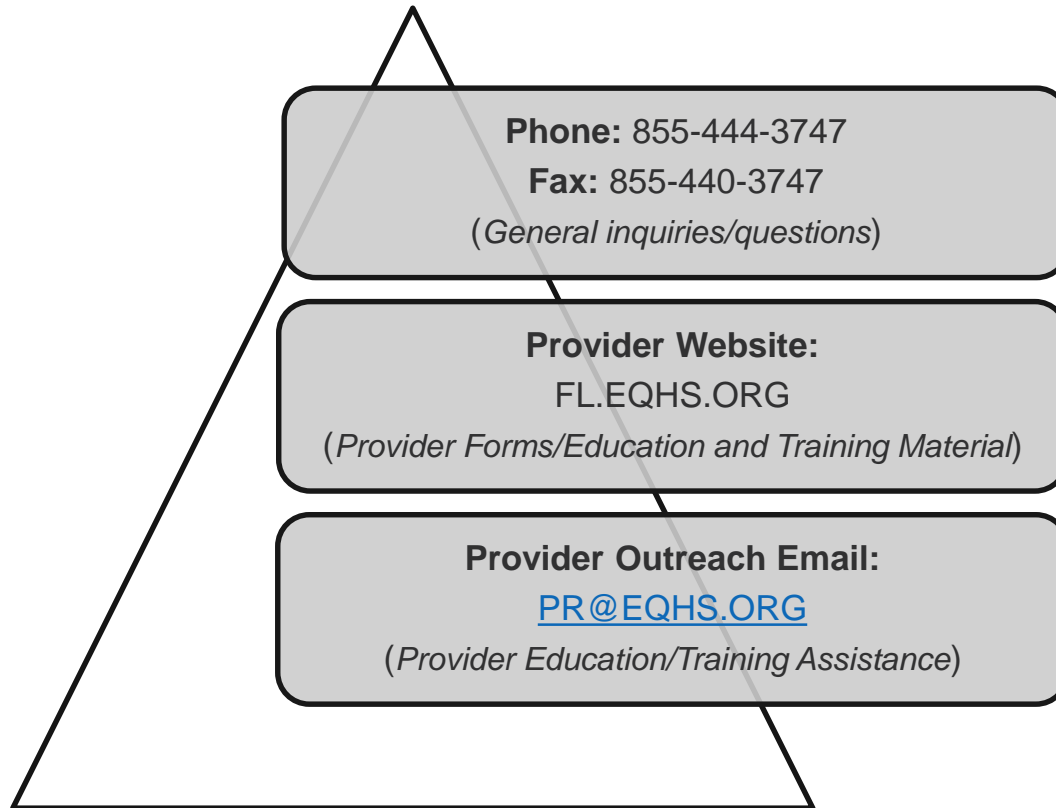 Phone: 855-444-3747
Fax: 855-440-3747
(General inquiries/questions)
Provider Website:
FL.EQHS.ORG
(Provider Forms/Education and Training Material)
Provider Outreach Email:
PR@EQHS.ORG
(Provider Education/Training Assistance)